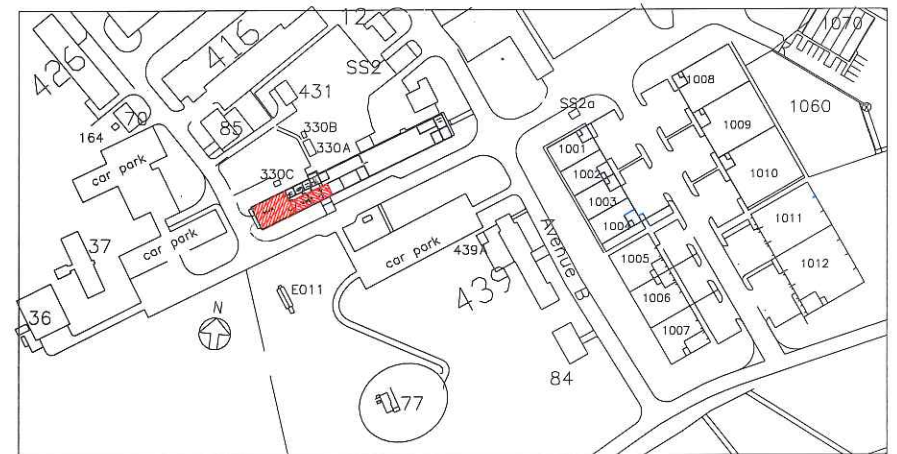 12
1070
426
416
SS2
1008
431
70
SS2a
1060
164
85
330B
1009
330A
1001
car park
330C
1002
1010
1003
1011
Avenue B
1004
37
car park
439A
1005
car park
1012
439
E011
1006
36
N
1007
84
77